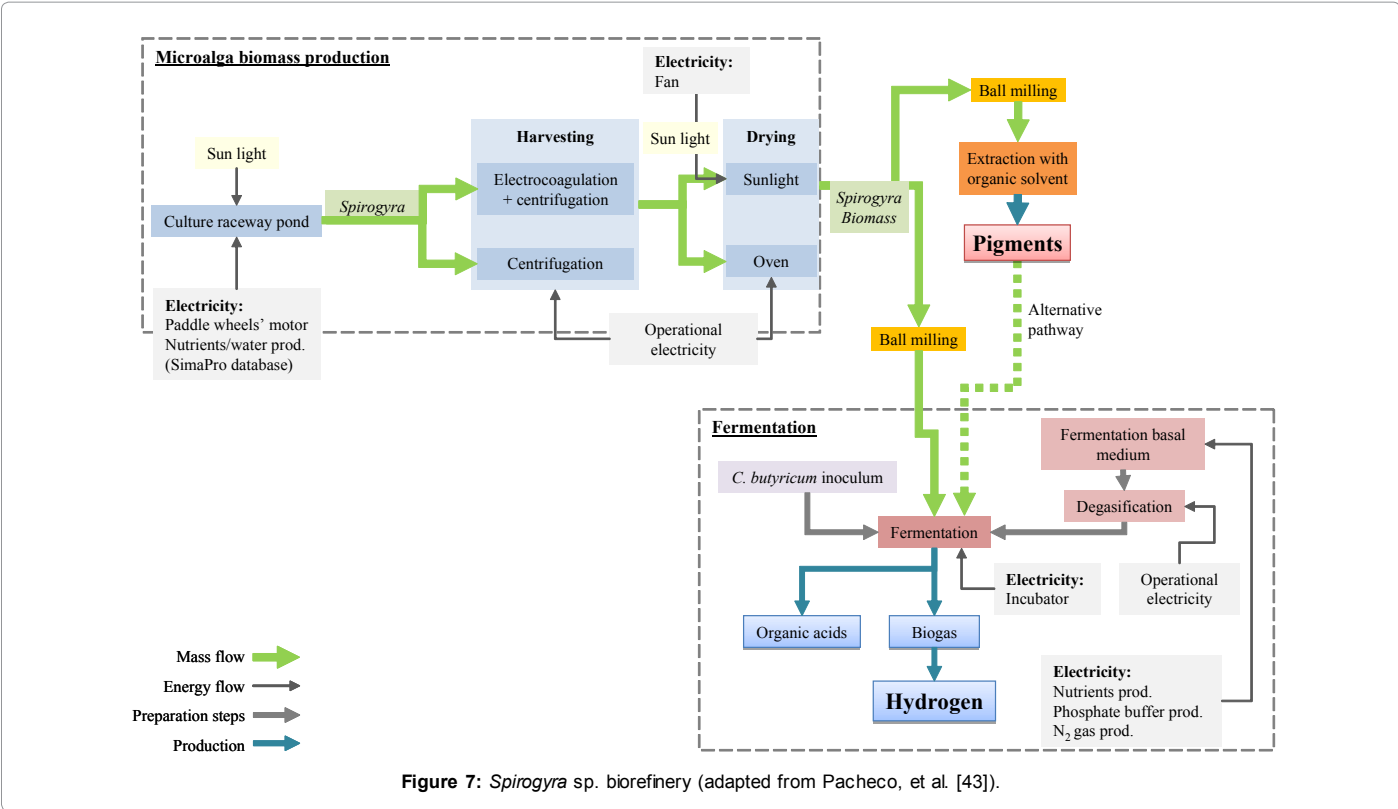 Microalga biomass production
Electricity:
Fan
Sun light
Culture raceway pond
Electricity:
Paddle wheels’ motor
Nutrients/water prod.
(SimaPro database)
Spirogyra
Harvesting
Electrocoagulation
+ centrifugation
Centrifugation
Sun light
Drying
Sunlight
Oven
Operational
electricity
Spirogyra
Biomass
Ball milling
Extraction with
organic solvent
Pigments
Alternative
pathway
Ball milling
Fermentation
C. butyricum inoculum
Fermentation basal
medium
Degasification
Fermentation
Electricity:
Incubator
Operational
electricity
Organic acids
Biogas
Hydrogen
Electricity:
Nutrients prod.
Phosphate buffer prod.
N₂ gas prod.
Mass flow
Energy flow
Preparation steps
Production
Figure 7: Spirogyra sp. biorefinery (adapted from Pacheco, et al. [43]).